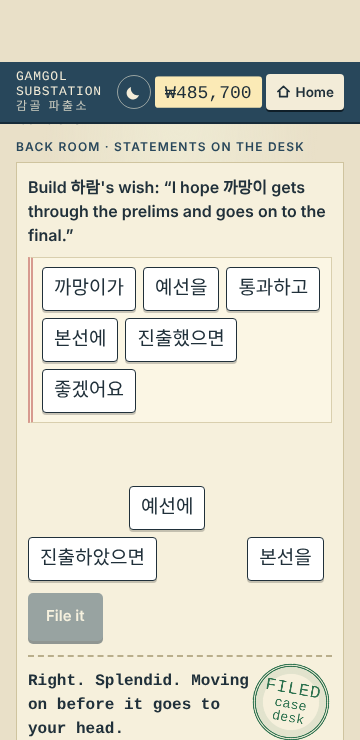 GAMGOL
SUBSTATION
감골 파출소
₩485,700
Home
BACK ROOM · STATEMENTS ON THE DESK
Build 하람's wish: “I hope 까망이 gets
through the prelims and goes on to the
final.”
까망이가 예선을 통과하고
본선에 진출했으면
좋겠어요
예선에
진출하았으면 본선을
File it
Right. Splendid. Moving
on before it goes to
your head.
FILED
case
desk